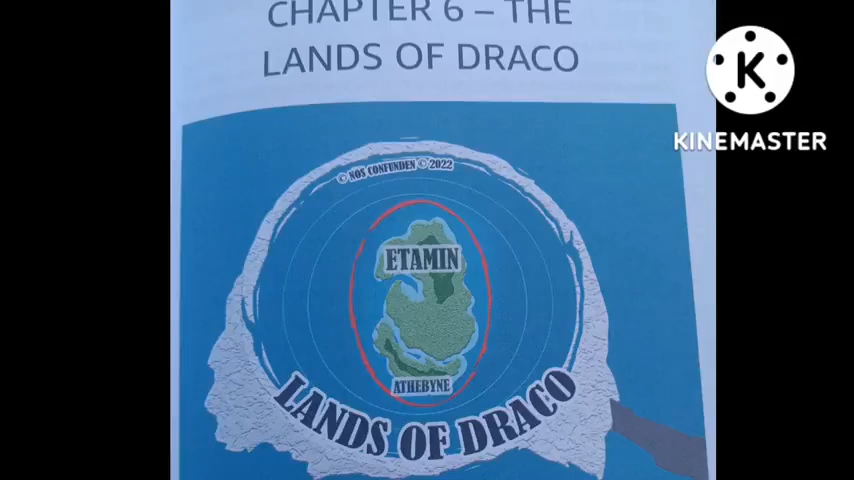 CHAPTER 6 – THE
LANDS OF DRACO
K
KINEMASTER
© NOS CONFUNDEN © 2022
ETAMIN
ATHEBYNE
LANDS OF DRACO